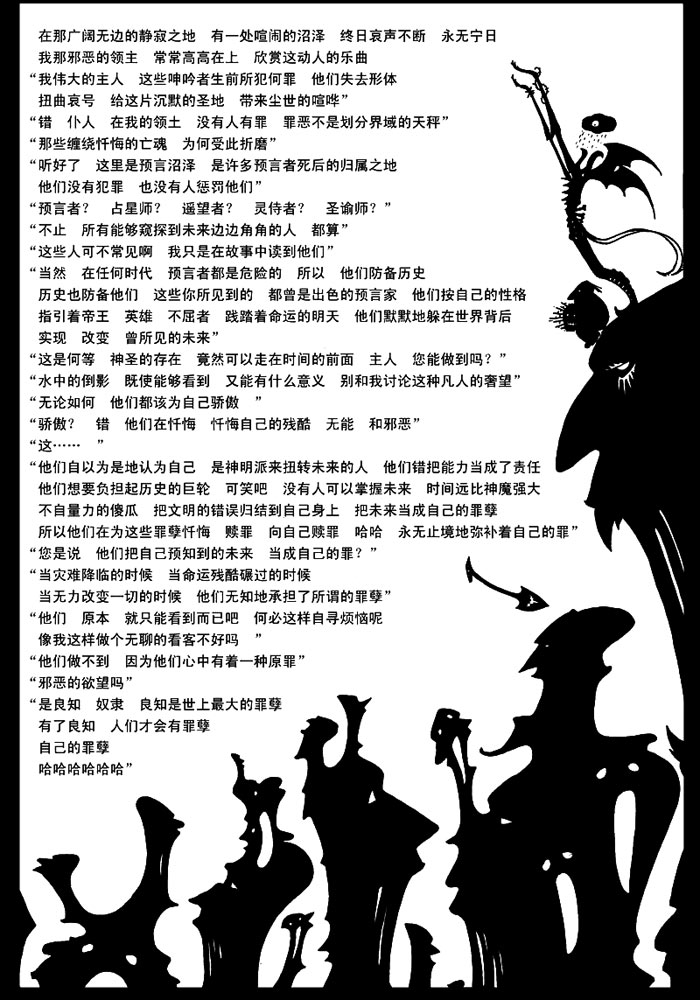 在那广阔无边的静寂之地　有一处喧闹的沼泽　终日哀声不断　永无宁日
我那邪恶的领主　常常高高在上　欣赏这动人的乐曲
“我伟大的主人　这些呻吟者生前所犯何罪　他们失去形体
扭曲哀号　给这片沉默的圣地　带来尘世的喧哗”
“错　仆人　在我的领土　没有人有罪　罪恶不是划分界域的天秤”
“那些缠绕忏悔的亡魂　为何受此折磨”
“听好了　这里是预言沼泽　是许多预言者死后的归属之地
他们没有犯罪　也没有人惩罚他们”
“预言者？　占星师？　遥望者？　灵侍者？　圣谕师？”
“不止　所有能够窥探到未来边边角角的人　都算”
“这些人可不常见啊　我只是在故事中读到他们”
“当然　在任何时代　预言者都是危险的　所以　他们防备历史
历史也防备他们　这些你所见到的　都曾是出色的预言家　他们按自己的性格
指引着帝王　英雄　不屈者　践踏着命运的明天　他们默默地躲在世界背后
实现　改变　曾所见的未来”
“这是何等　神圣的存在　竟然可以走在时间的前面　主人　您能做到吗？”
“水中的倒影　既使能够看到　又能有什么意义　别和我讨论这种凡人的奢望”
“无论如何　他们都该为自己骄傲　”
“骄傲？　错　他们在忏悔　忏悔自己的残酷　无能　和邪恶”
“这……　”
“他们自以为是地认为自己　是神明派来扭转未来的人　他们错把能力当成了责任
他们想要负担起历史的巨轮　可笑吧　没有人可以掌握未来　时间远比神魔强大
不自量力的傻瓜　把文明的错误归结到自己身上　把未来当成自己的罪孽
所以他们在为这些罪孽忏悔　赎罪　向自己赎罪　哈哈　永无止境地弥补着自己的罪”
“您是说　他们把自己预知到的未来　当成自己的罪？”
“当灾难降临的时候　当命运残酷碾过的时候
当无力改变一切的时候　他们无知地承担了所谓的罪孽”
“他们　原本　就只能看到而已吧　何必这样自寻烦恼呢
像我这样做个无聊的看客不好吗　”
“他们做不到　因为他们心中有着一种原罪”
“邪恶的欲望吗”
“是良知　奴隶　良知是世上最大的罪孽
有了良知　人们才会有罪孽
自己的罪孽
哈哈哈哈哈哈”